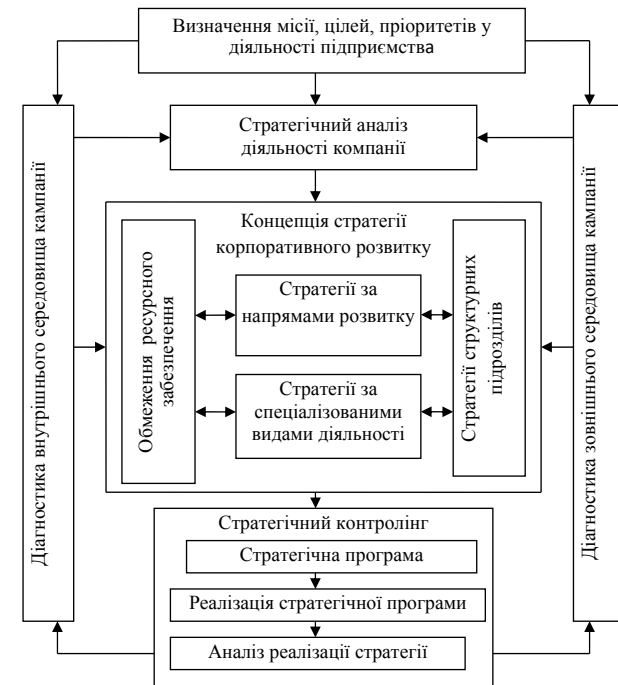 Визначення місії, цілей, пріоритетів у
діяльності підприємства
Стратегічний аналіз
діяльності компанії
Діагностика внутрішнього середовища кампанії
Концепція стратегії
корпоративного розвитку
Обмеження ресурсного
забезпечення
Стратегії за
напрямами розвитку
Стратегії за
спеціалізованими
видами діяльності
Стратегії структурних
підрозділів
Діагностика зовнішнього середовища кампанії
Стратегічний контролінг
Стратегічна програма
Реалізація стратегічної програми
Аналіз реалізації стратегії